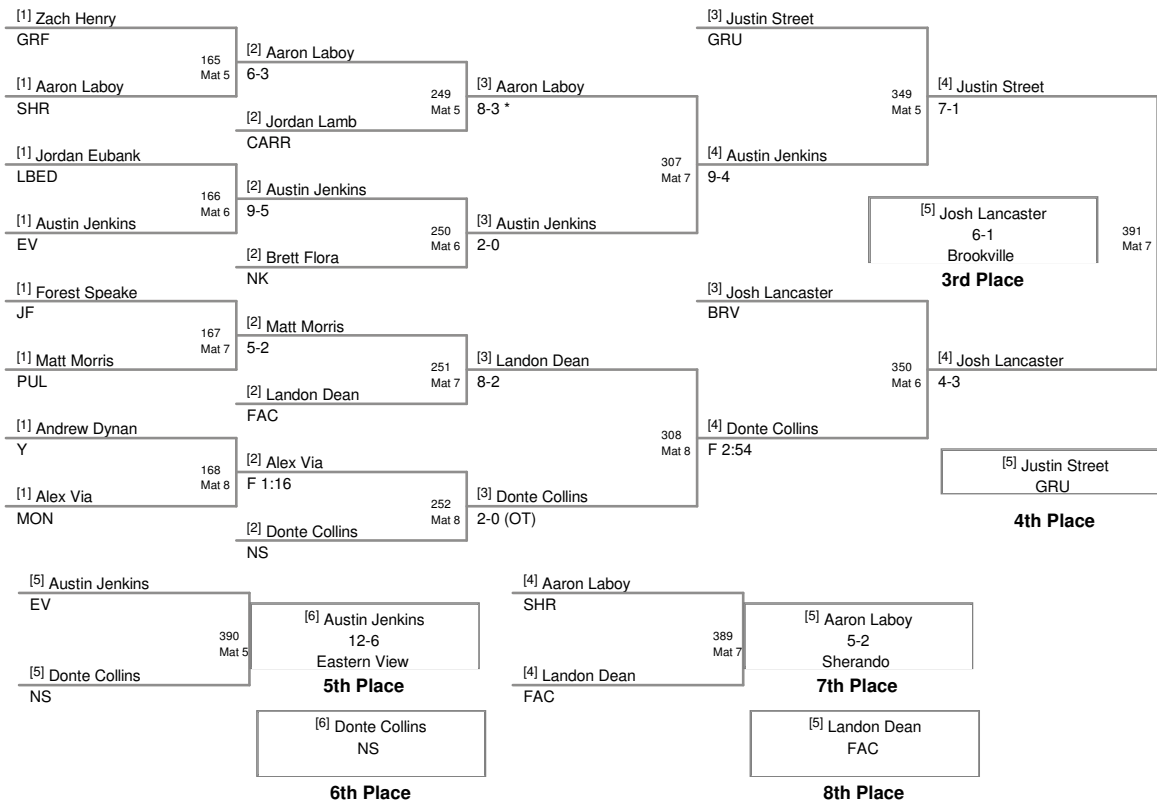 [1] Zach Henry
GRF
165
Mat 5
[1] Aaron Laboy
SHR
[1] Jordan Eubank
LBED
166
Mat 6
[1] Austin Jenkins
EV
[1] Forest Speake
JF
167
Mat 7
[1] Matt Morris
PUL
[1] Andrew Dynan
Y
168
Mat 8
[1] Alex Via
MON
[2] Aaron Laboy
6-3
249
Mat 5
[2] Jordan Lamb
CARR
[2] Austin Jenkins
9-5
250
Mat 6
[2] Brett Flora
NK
[2] Matt Morris
5-2
251
Mat 7
[2] Landon Dean
FAC
[2] Alex Via
F 1:16
252
Mat 8
[2] Donte Collins
NS
[3] Aaron Laboy
8-3 *
307
Mat 7
[3] Austin Jenkins
2-0
[3] Landon Dean
8-2
308
Mat 8
[3] Donte Collins
2-0 (OT)
[3] Justin Street
GRU
349
Mat 5
[4] Austin Jenkins
9-4
[3] Josh Lancaster
BRV
350
Mat 6
[4] Donte Collins
F 2:54
[4] Justin Street
7-1
391
Mat 7
[4] Josh Lancaster
4-3
[5] Josh Lancaster
6-1
Brookville
3rd Place
[5] Justin Street
GRU
4th Place
[5] Austin Jenkins
EV
390
Mat 5
[5] Donte Collins
NS
[6] Austin Jenkins
12-6
Eastern View
5th Place
[6] Donte Collins
NS
6th Place
[4] Aaron Laboy
SHR
389
Mat 7
[4] Landon Dean
FAC
[5] Aaron Laboy
5-2
Sherando
7th Place
[5] Landon Dean
FAC
8th Place